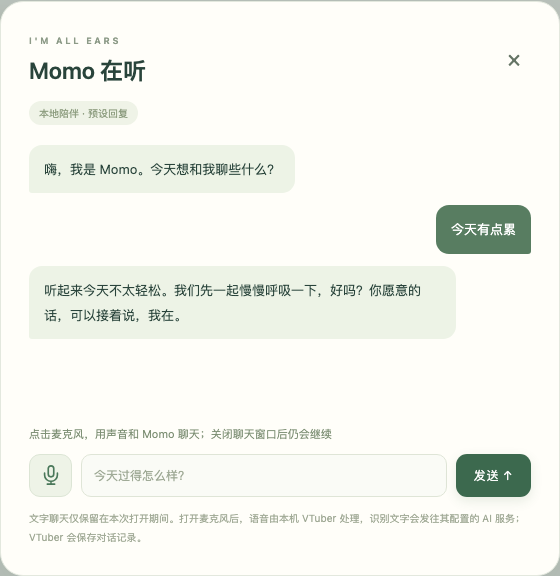 I'M ALL EARS
Momo 在听
本地陪伴 · 预设回复
嗨，我是 Momo。今天想和我聊些什么？
今天有点累
听起来今天不太轻松。我们先一起慢慢呼吸一下，好吗？你愿意的
话，可以接着说，我在。
点击麦克风，用声音和 Momo 聊天；关闭聊天窗口后仍会继续
今天过得怎么样？
发送 ↑
文字聊天仅保留在本次打开期间。打开麦克风后，语音由本机 VTuber 处理，识别文字会发往其配置的 AI 服务；
VTuber 会保存对话记录。